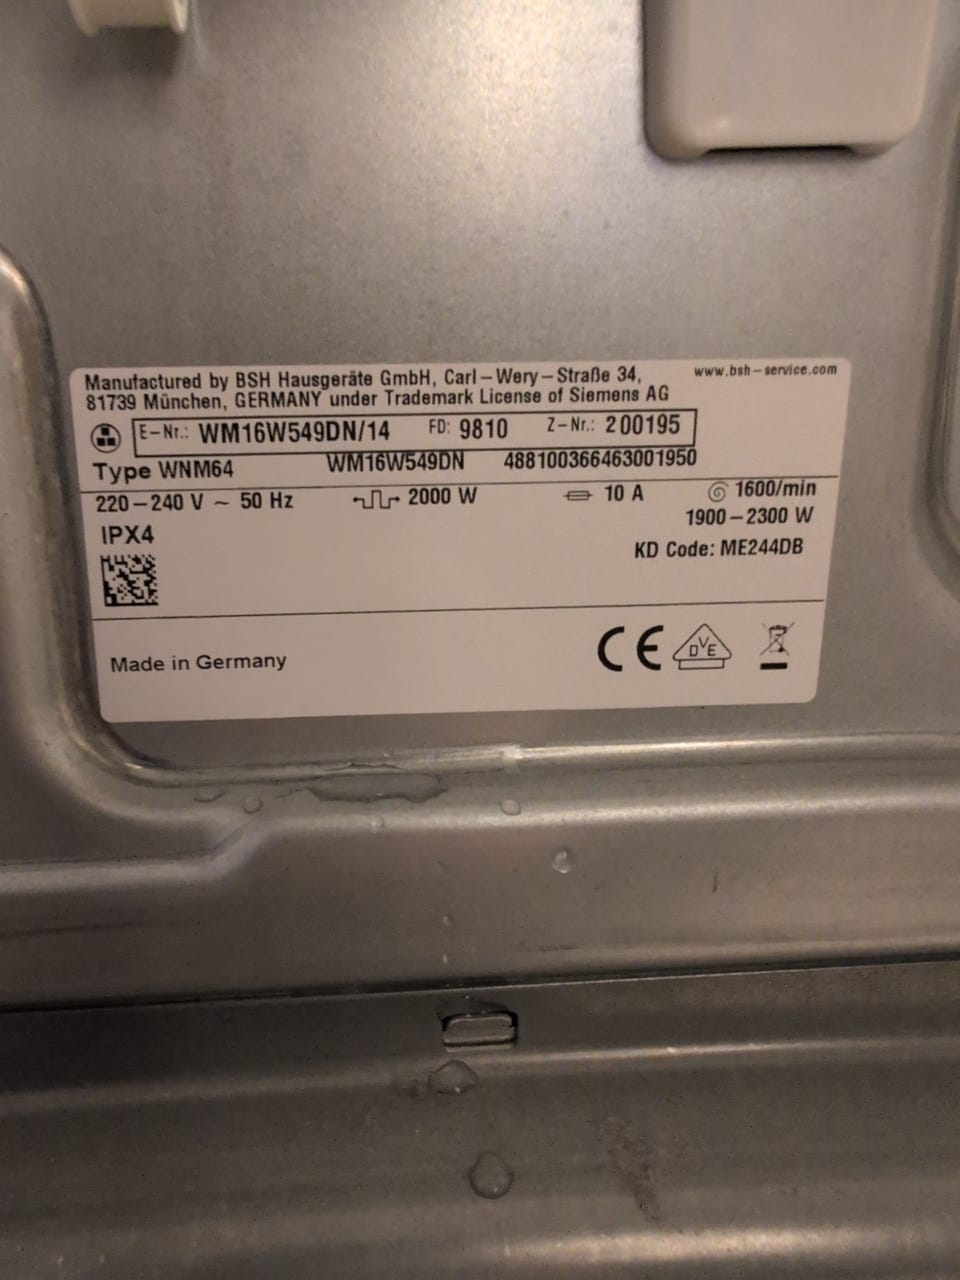 Manufactured by BSH Hausgeräte GmbH, Carl-Wery-Straße 34, www.bsh-service.com
81739 München, GERMANY under Trademark License of Siemens AG
E-Nr.: WM16W549DN/14 FD: 9810 Z-Nr.: 200195
Type WNM64 WM16W549DN 488100366463001950
220-240 V ~ 50 Hz 2000 W 10 A 1600/min
1900-2300 W
IPX4
KD Code: ME244DB
Made in Germany CE DVE